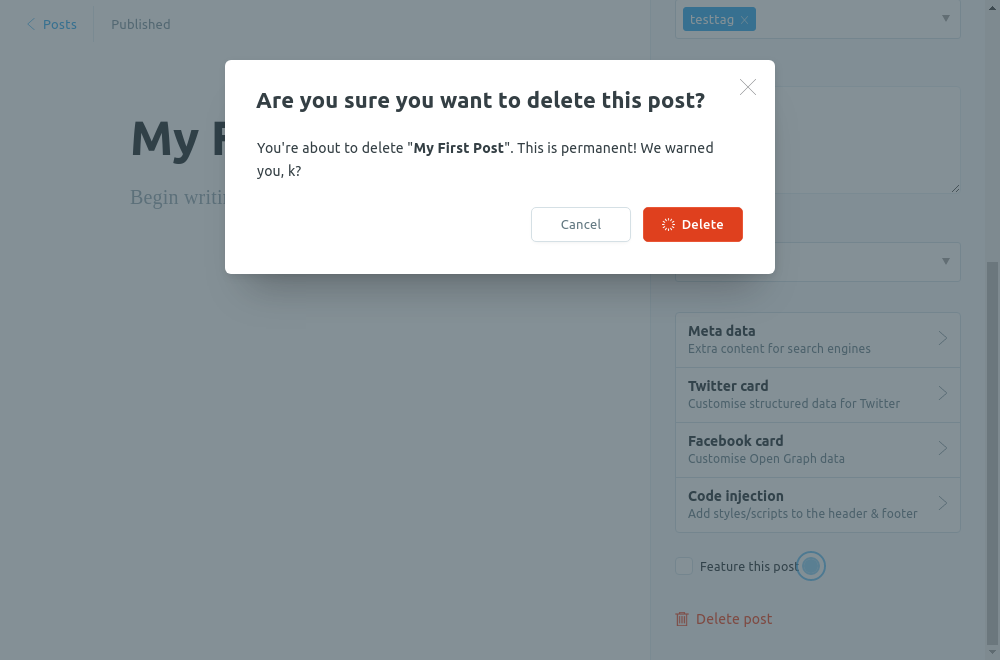 Posts
Published
testtag
Are you sure you want to delete this post?
You're about to delete "My First Post". This is permanent! We warned
you, k?
Cancel
Delete
My F
Begin writin
Meta data
Extra content for search engines
Twitter card
Customise structured data for Twitter
Facebook card
Customise Open Graph data
Code injection
Add styles/scripts to the header & footer
Feature this post
Delete post